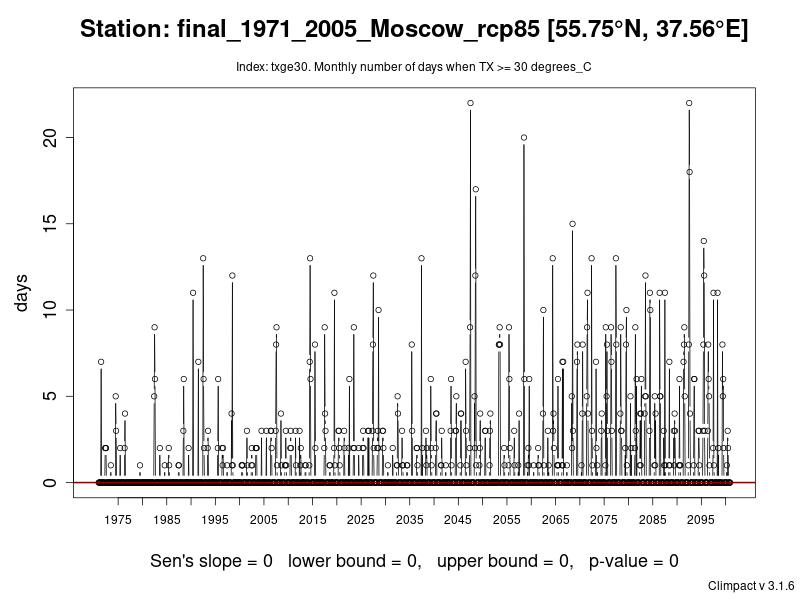 Station: final_1971_2005_Moscow_rcp85 [55.75°N, 37.56°E]
Index: txge30. Monthly number of days when TX >= 30 degrees_C
days
20
15
10
5
0
1975 1985 1995 2005 2015 2025 2035 2045 2055 2065 2075 2085 2095
Sen's slope = 0 lower bound = 0, upper bound = 0, p-value = 0
Climpact v 3.1.6